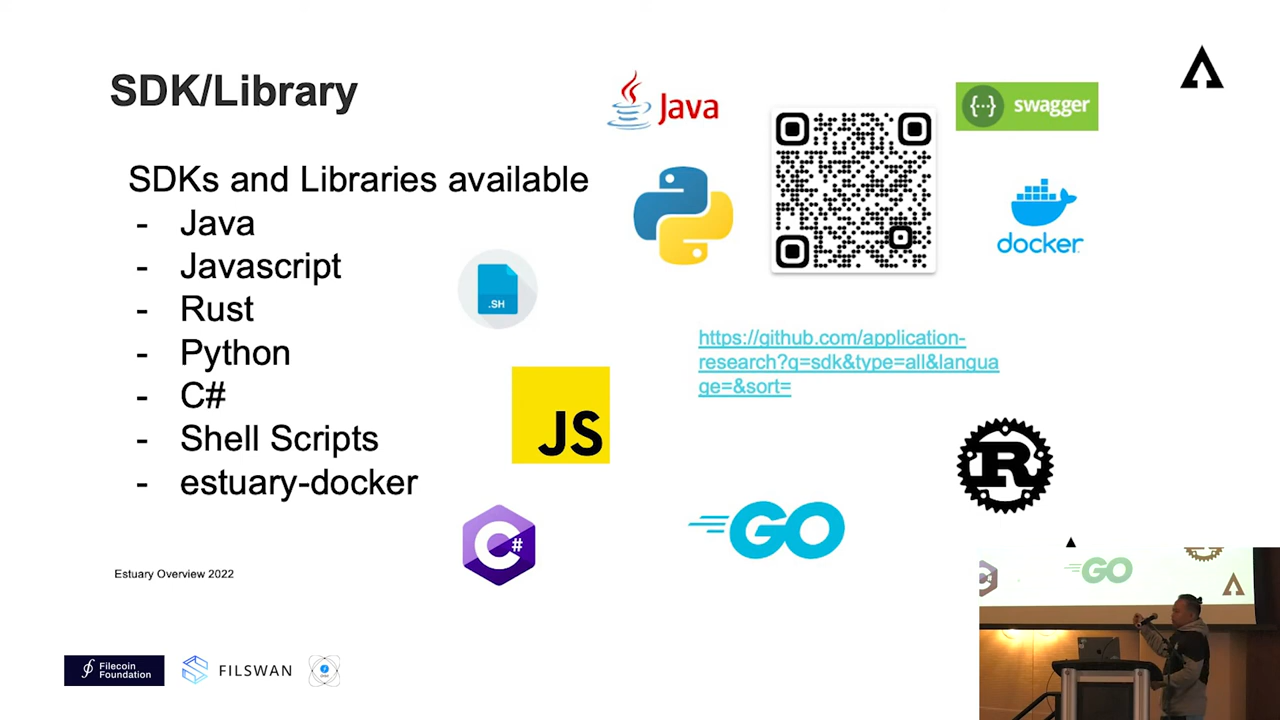 SDK/Library
SDKs and Libraries available
- Java
- Javascript
- Rust
- Python
- C#
- Shell Scripts
- estuary-docker
Java
swagger
docker
.SH
https://github.com/application-
research?q=sdk&type=all&langua
ge=&sort=
JS
R
C#
GO
Estuary Overview 2022
GO
Filecoin
Foundation
FILSWAN